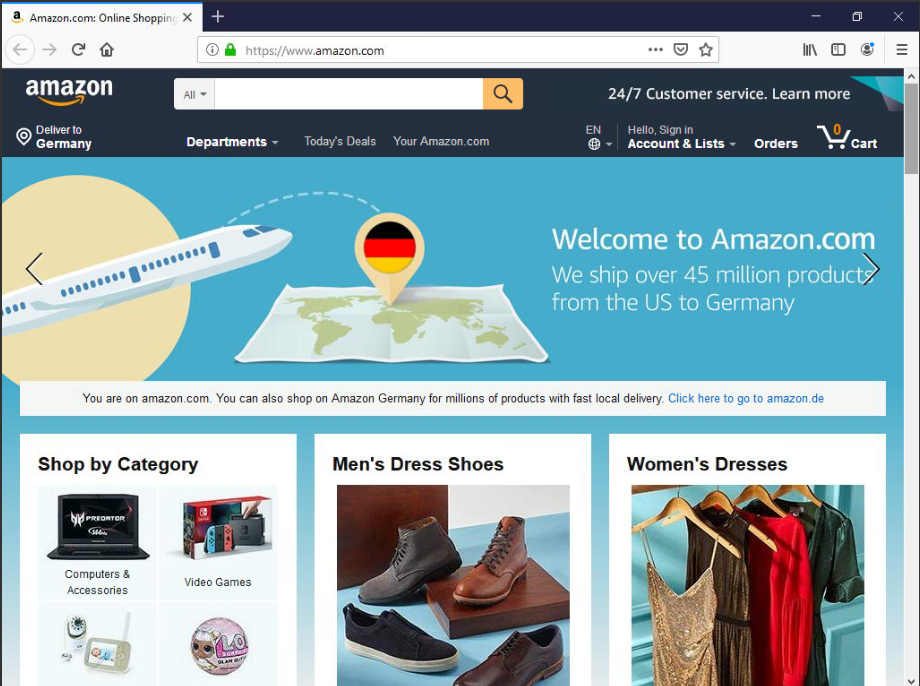 Amazon.com: Online Shopping
https://www.amazon.com
amazon
All
24/7 Customer service. Learn more
Deliver to
Germany
Departments
Today's Deals
Your Amazon.com
EN
Hello, Sign in
Account & Lists
Orders
0
Cart
Welcome to Amazon.com
We ship over 45 million products
from the US to Germany
You are on amazon.com. You can also shop on Amazon Germany for millions of products with fast local delivery. Click here to go to amazon.de
Shop by Category
Men's Dress Shoes
Women's Dresses
PREDATOR
Computers &
Accessories
Video Games